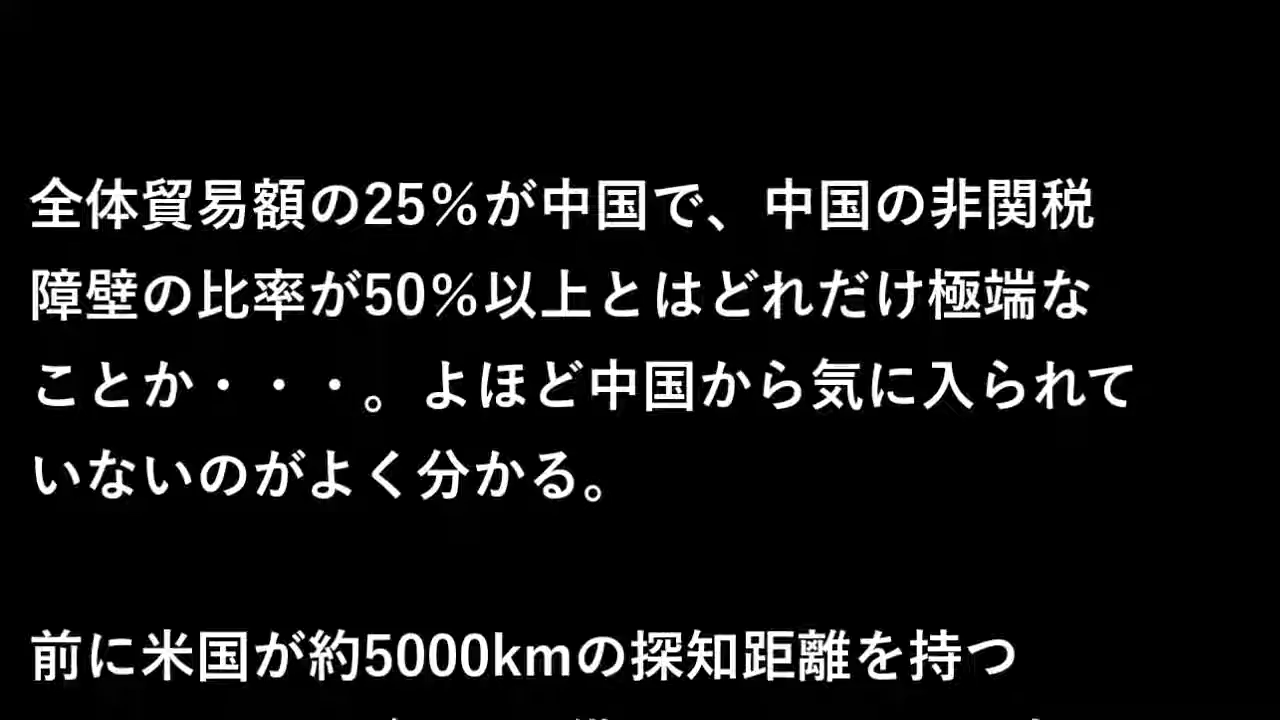 全体貿易額の25％が中国で、中国の非関税
障壁の比率が50％以上とはどれだけ極端な
ことか・・・。よほど中国から気に入られて
いないのがよく分かる。
前に米国が約5000kmの探知距離を持つ